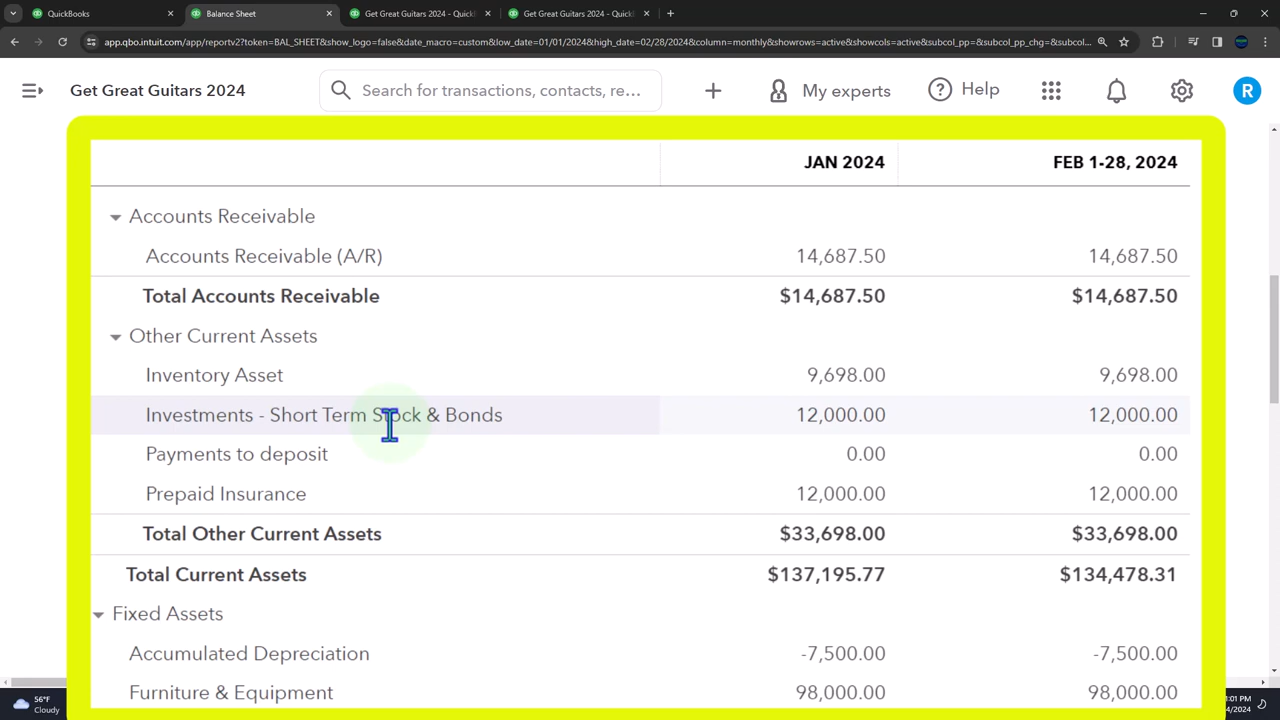 QuickBooks
Balance Sheet
Get Great Guitars 2024 - QuickB
Get Great Guitars 2024 - QuickB
app.qbo.intuit.com/app/reportv2?token=BAL_SHEET&show_logo=false&date_macro=custom&low_date=01/01/2024&high_date=02/28/2024&column=monthly&showrows=active&showcols=active&subcol_pp=&subcol_pp_chg=&subc...
Get Great Guitars 2024
Search for transactions, contacts, re...
My experts
Help
R
JAN 2024 FEB 1-28, 2024
Accounts Receivable
Accounts Receivable (A/R) 14,687.50 14,687.50
Total Accounts Receivable $14,687.50 $14,687.50
Other Current Assets
Inventory Asset 9,698.00 9,698.00
Investments - Short Term Stock & Bonds 12,000.00 12,000.00
Payments to deposit 0.00 0.00
Prepaid Insurance 12,000.00 12,000.00
Total Other Current Assets $33,698.00 $33,698.00
Total Current Assets $137,195.77 $134,478.31
Fixed Assets
Accumulated Depreciation -7,500.00 -7,500.00
Furniture & Equipment 98,000.00 98,000.00
56°F
Cloudy